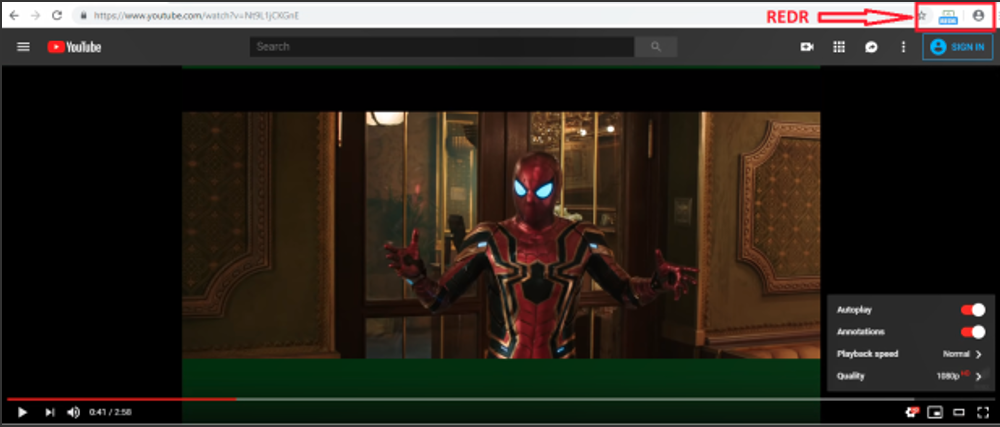 https://www.youtube.com/watch?v=Nt9L1jCKGnE
REDR
REDR
YouTube
Search
SIGN IN
Autoplay
Annotations
Playback speed Normal
Quality 1080p HD
0:41 / 2:58